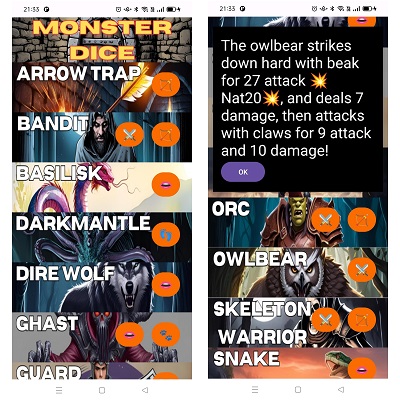 21:33
MONSTER
DICE
ARROW TRAP
BANDIT
BASILISK
DARKMANTLE
DIRE WOLF
GHAST
GUARD
21:33
The owlbear strikes
down hard with beak
for 27 attack 💥
Nat20💥, and deals 7
damage, then attacks
with claws for 9 attack
and 10 damage!
OK
ORC
OWLBEAR
SKELETON
WARRIOR
SNAKE